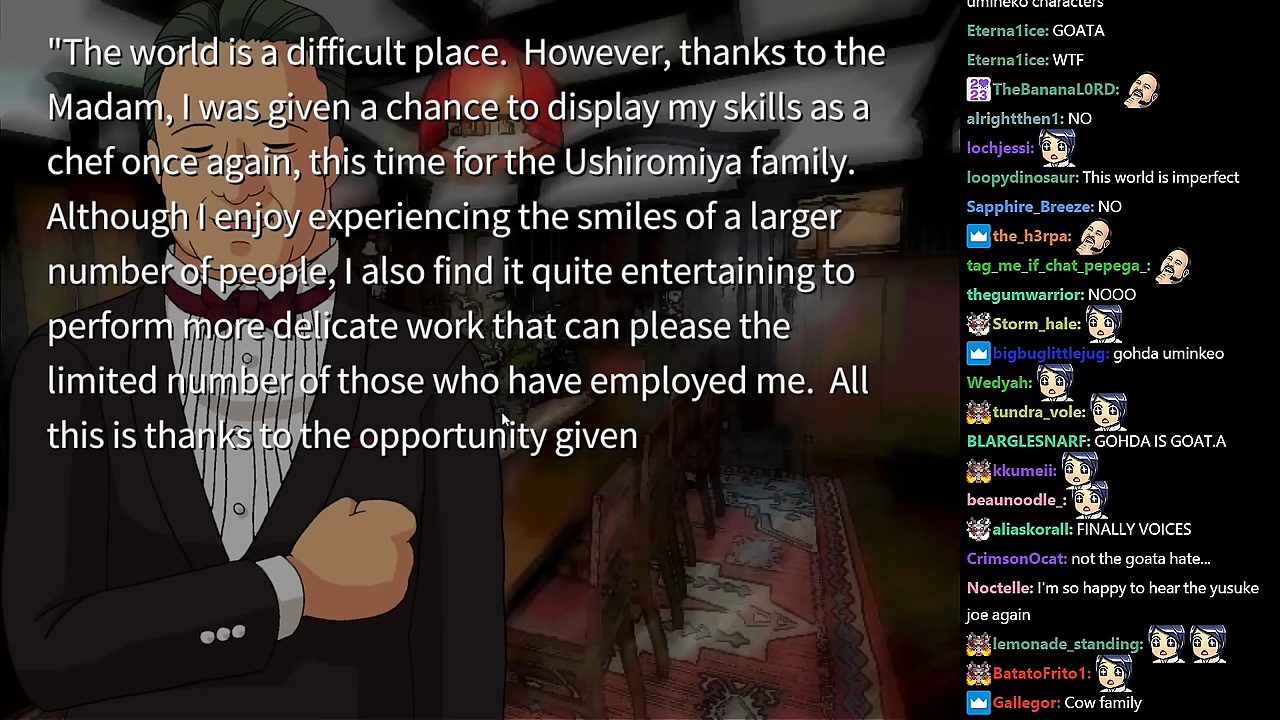 "The world is a difficult place.  However, thanks to the
Madam, I was given a chance to display my skills as a
chef once again, this time for the Ushiromiya family.
Although I enjoy experiencing the smiles of a larger
number of people, I also find it quite entertaining to
perform more delicate work that can please the
limited number of those who have employed me.  All
this is thanks to the opportunity given
umineko characters
Eterna1ice: GOATA
Eterna1ice: WTF
2023 TheBananaL0RD:
alrightthen1: NO
lochjessi:
loopydinosaur: This world is imperfect
Sapphire_Breeze: NO
the_h3rpa:
tag_me_if_chat_pepega_:
thegumwarrior: NOOO
Storm_hale:
bigbuglittlejug: gohda uminkeo
Wedyah:
tundra_vole:
BLARGLESNARF: GOHDA IS GOAT.A
kkumeii:
beaunoodle_:
aliaskorall: FINALLY VOICES
CrimsonOcat: not the goata hate...
Noctelle: I'm so happy to hear the yusuke
joe again
lemonade_standing:
BatatoFrito1:
Gallegor: Cow family